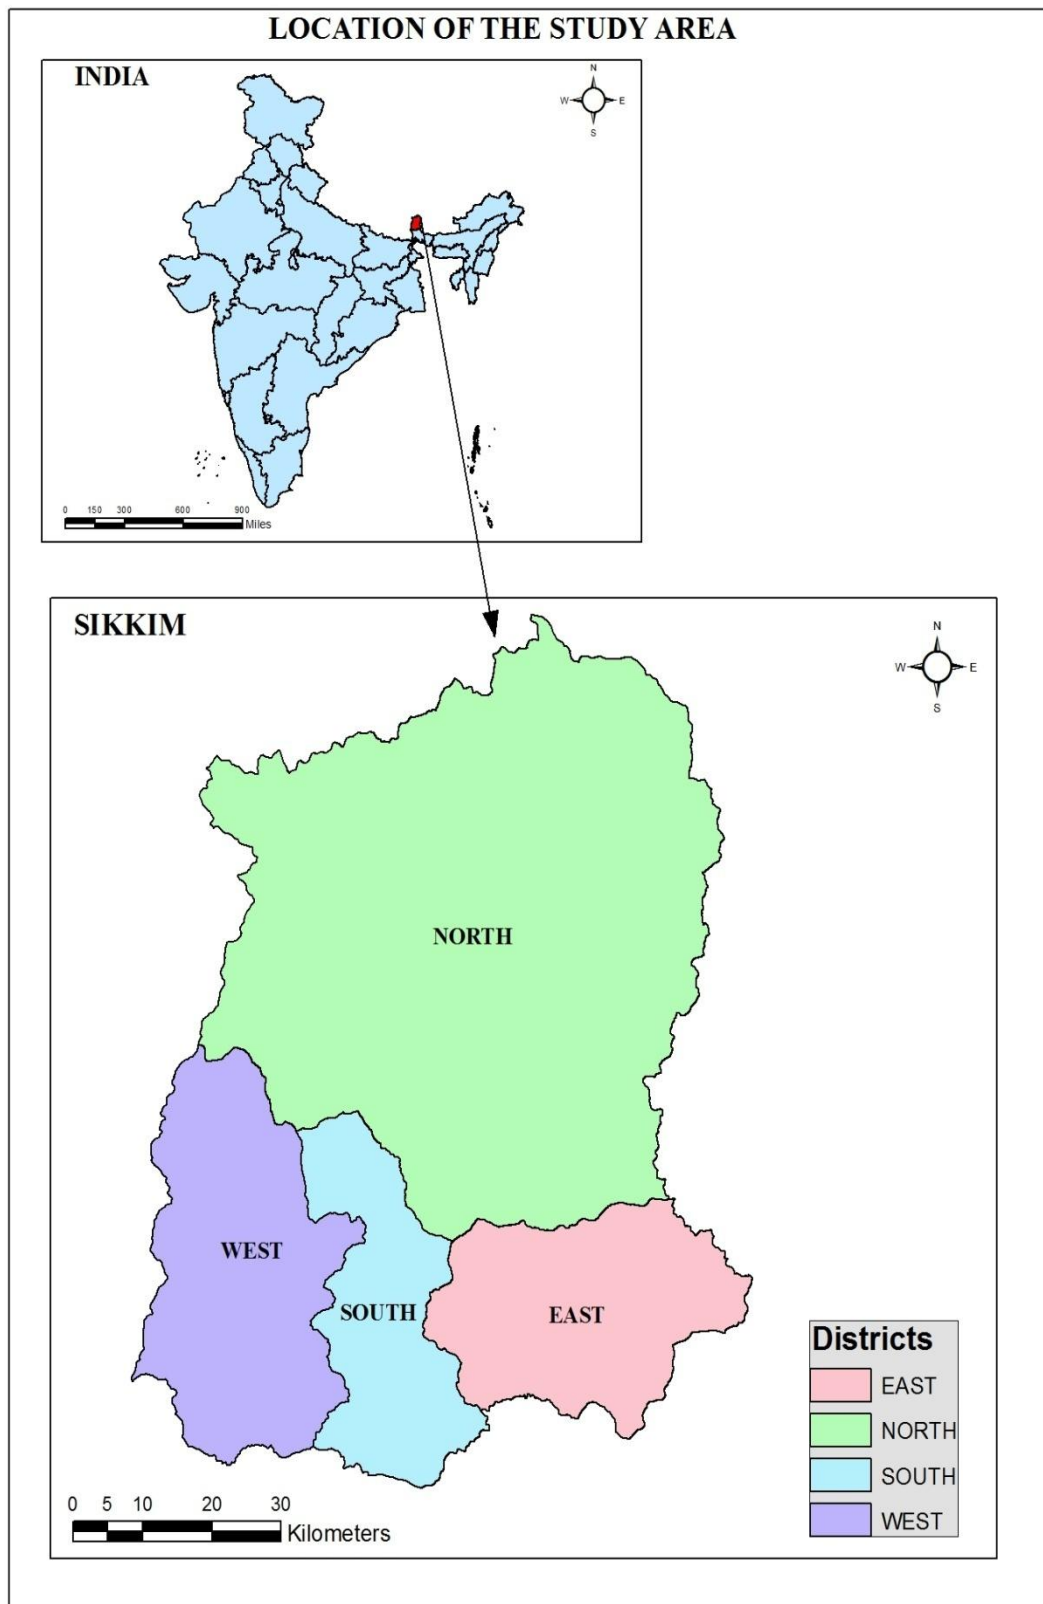 LOCATION OF THE STUDY AREA
INDIA
N
W E
S
0 150 300 600 900
Miles
SIKKIM
N
W E
S
NORTH
WEST
SOUTH
EAST
Districts
EAST
NORTH
SOUTH
WEST
0 5 10 20 30
Kilometers